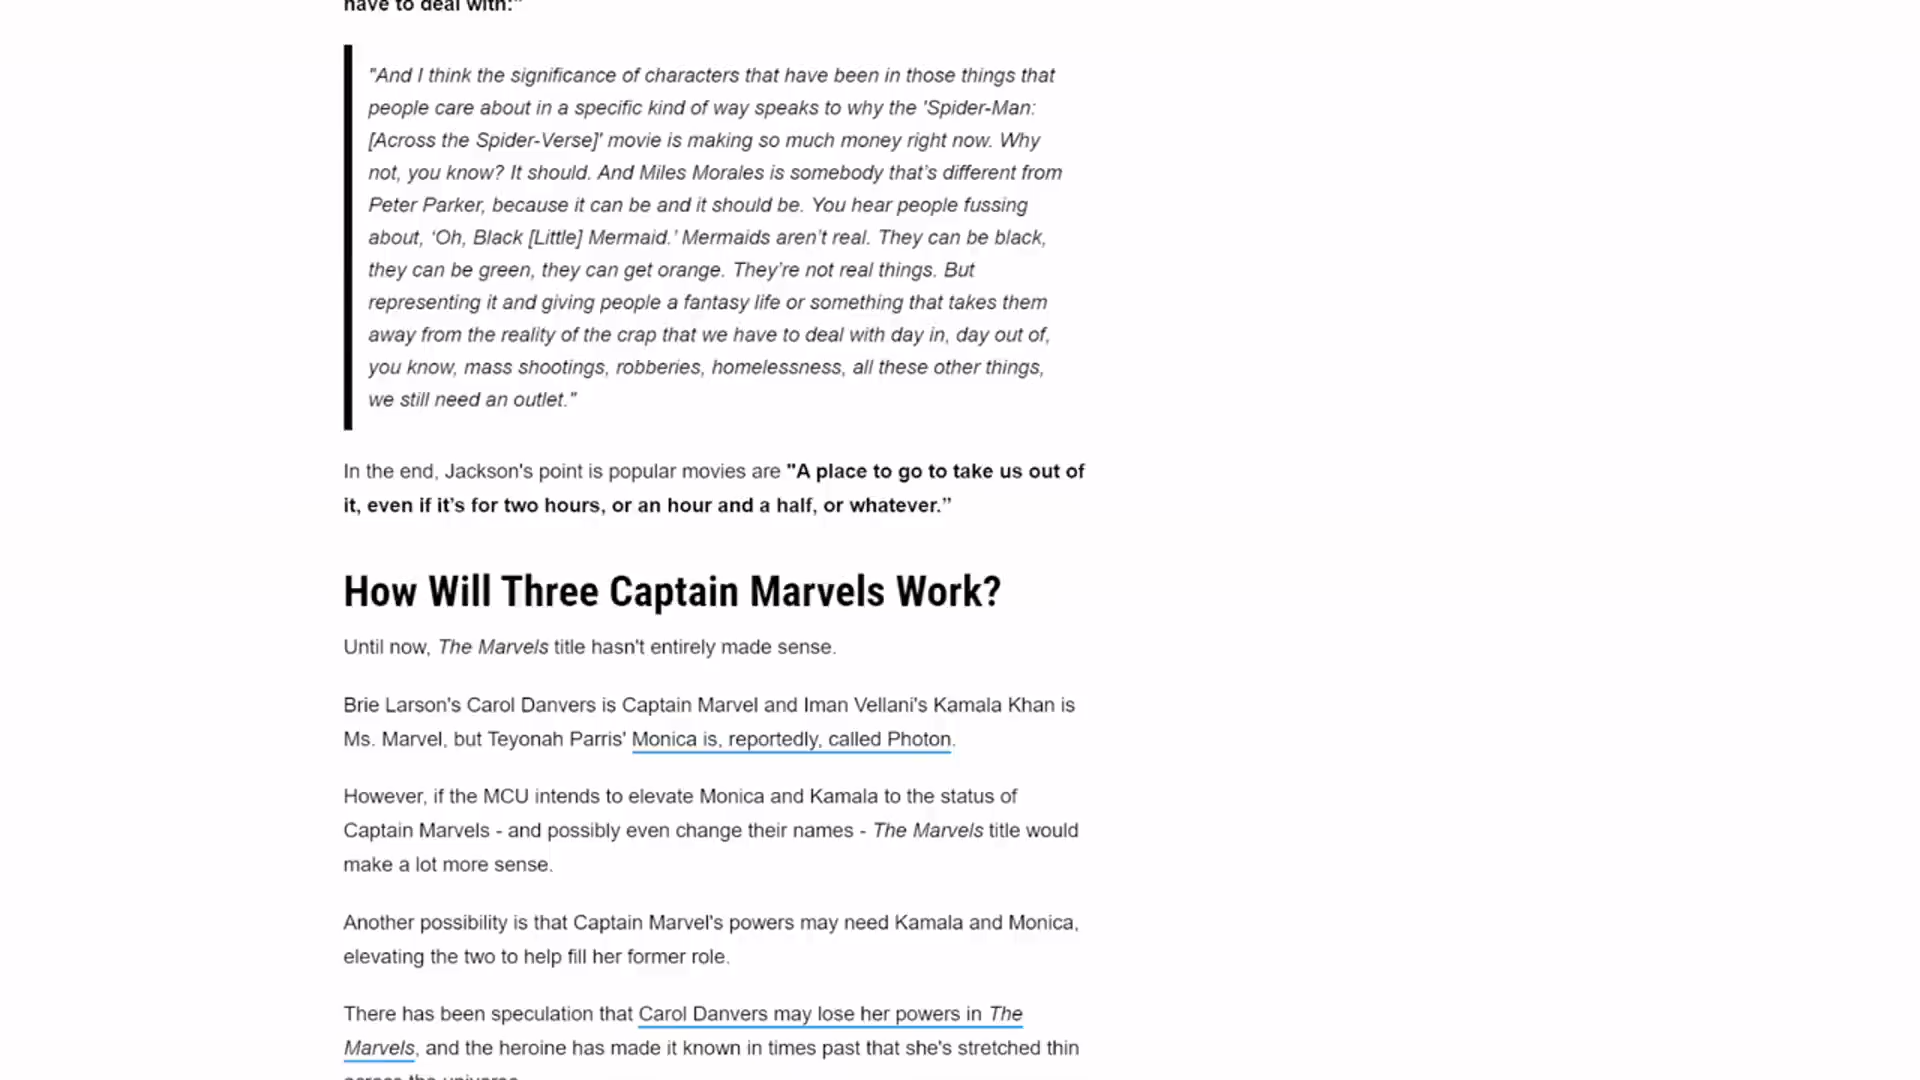 have to deal with:"
"And I think the significance of characters that have been in those things that
people care about in a specific kind of way speaks to why the 'Spider-Man:
[Across the Spider-Verse]' movie is making so much money right now. Why
not, you know? It should. And Miles Morales is somebody that's different from
Peter Parker, because it can be and it should be. You hear people fussing
about, ‘Oh, Black [Little] Mermaid.’ Mermaids aren’t real. They can be black,
they can be green, they can get orange. They’re not real things. But
representing it and giving people a fantasy life or something that takes them
away from the reality of the crap that we have to deal with day in, day out of,
you know, mass shootings, robberies, homelessness, all these other things,
we still need an outlet."
In the end, Jackson's point is popular movies are "A place to go to take us out of
it, even if it’s for two hours, or an hour and a half, or whatever.”
How Will Three Captain Marvels Work?
Until now, The Marvels title hasn't entirely made sense.
Brie Larson's Carol Danvers is Captain Marvel and Iman Vellani's Kamala Khan is
Ms. Marvel, but Teyonah Parris' Monica is, reportedly, called Photon.
However, if the MCU intends to elevate Monica and Kamala to the status of
Captain Marvels - and possibly even change their names - The Marvels title would
make a lot more sense.
Another possibility is that Captain Marvel's powers may need Kamala and Monica,
elevating the two to help fill her former role.
There has been speculation that Carol Danvers may lose her powers in The
Marvels, and the heroine has made it known in times past that she's stretched thin
across the universe.